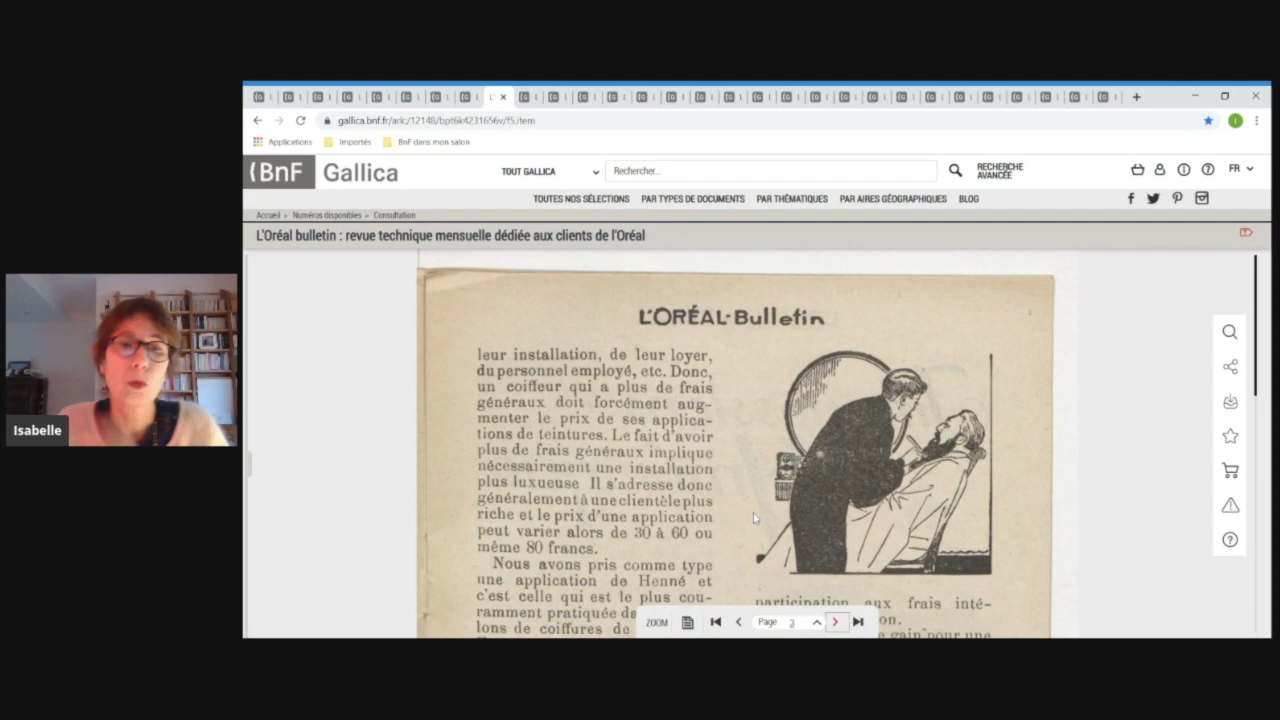 gallica.bnf.fr/ark:/12148/bpt6k4231656v/f5.item
Applications
Importés
BnF dans mon salon
BnF Gallica
TOUT GALLICA
Rechercher...
RECHERCHE
AVANCÉE
FR
TOUTES NOS SÉLECTIONS
PAR TYPES DE DOCUMENTS
PAR THÉMATIQUES
PAR AIRES GÉOGRAPHIQUES
BLOG
Accueil > Numéros disponibles > Consultation
L'Oréal bulletin : revue technique mensuelle dédiée aux clients de l'Oréal
Isabelle
L'ORÉAL-Bulletin
leur installation, de leur loyer,
du personnel employé, etc. Donc,
un coiffeur qui a plus de frais
généraux doit forcément aug-
menter le prix de ses applica-
tions de teintures. Le fait d'avoir
plus de frais généraux implique
nécessairement une installation
plus luxueuse Il s'adresse donc
généralement à une clientèle plus
riche et le prix d'une application
peut varier alors de 30 à 60 ou
même 80 francs.
Nous avons pris comme type
une application de Henné et
c'est celle qui est le plus cou-
ramment pratiquée da
lons de coiffures de
participation aux frais inté-
on.
e gain pour une
ZOOM
Page 3